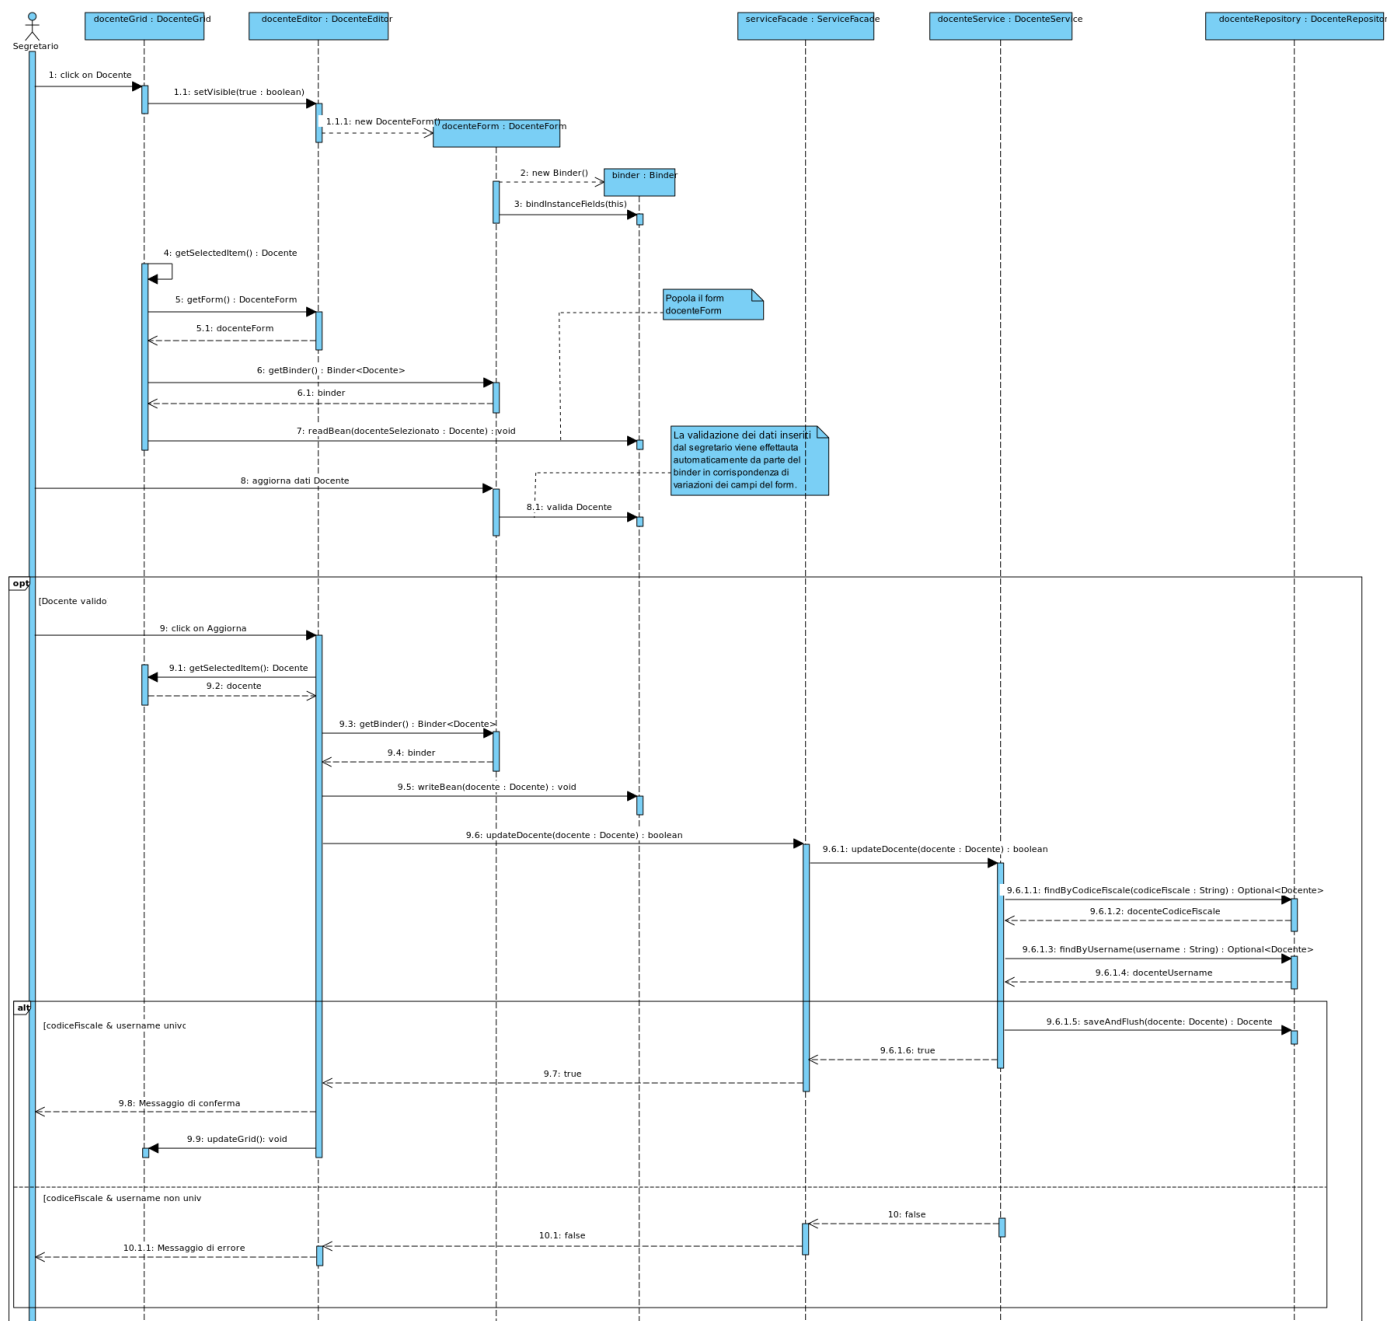 docenteGrid : DocenteGrid
docenteEditor : DocenteEditor
serviceFacade : ServiceFacade
docenteService : DocenteService
docenteRepository : DocenteRepositor
Segretario
1: click on Docente
1.1: setVisible(true : boolean)
1.1.1: new DocenteForm()
docenteForm : DocenteForm
2: new Binder()
binder : Binder
3: bindInstanceFields(this)
4: getSelectedItem() : Docente
5: getForm() : DocenteForm
Popola il form
docenteForm
5.1: docenteForm
6: getBinder() : Binder<Docente>
6.1: binder
7: readBean(docenteSelezionato : Docente) : void
La validazione dei dati inseriti
dal segretario viene effettauta
automaticamente da parte del
binder in corrispondenza di
variazioni dei campi del form.
8: aggiorna dati Docente
8.1: valida Docente
opt
[Docente valido
9: click on Aggiorna
9.1: getSelectedItem(): Docente
9.2: docente
9.3: getBinder() : Binder<Docente>
9.4: binder
9.5: writeBean(docente : Docente) : void
9.6: updateDocente(docente : Docente) : boolean
9.6.1: updateDocente(docente : Docente) : boolean
9.6.1.1: findByCodiceFiscale(codiceFiscale : String) : Optional<Docente>
9.6.1.2: docenteCodiceFiscale
9.6.1.3: findByUsername(username : String) : Optional<Docente>
9.6.1.4: docenteUsername
alt
[codiceFiscale & username univc
9.6.1.5: saveAndFlush(docente: Docente) : Docente
9.6.1.6: true
9.7: true
9.8: Messaggio di conferma
9.9: updateGrid(): void
[codiceFiscale & username non univ
10: false
10.1: false
10.1.1: Messaggio di errore